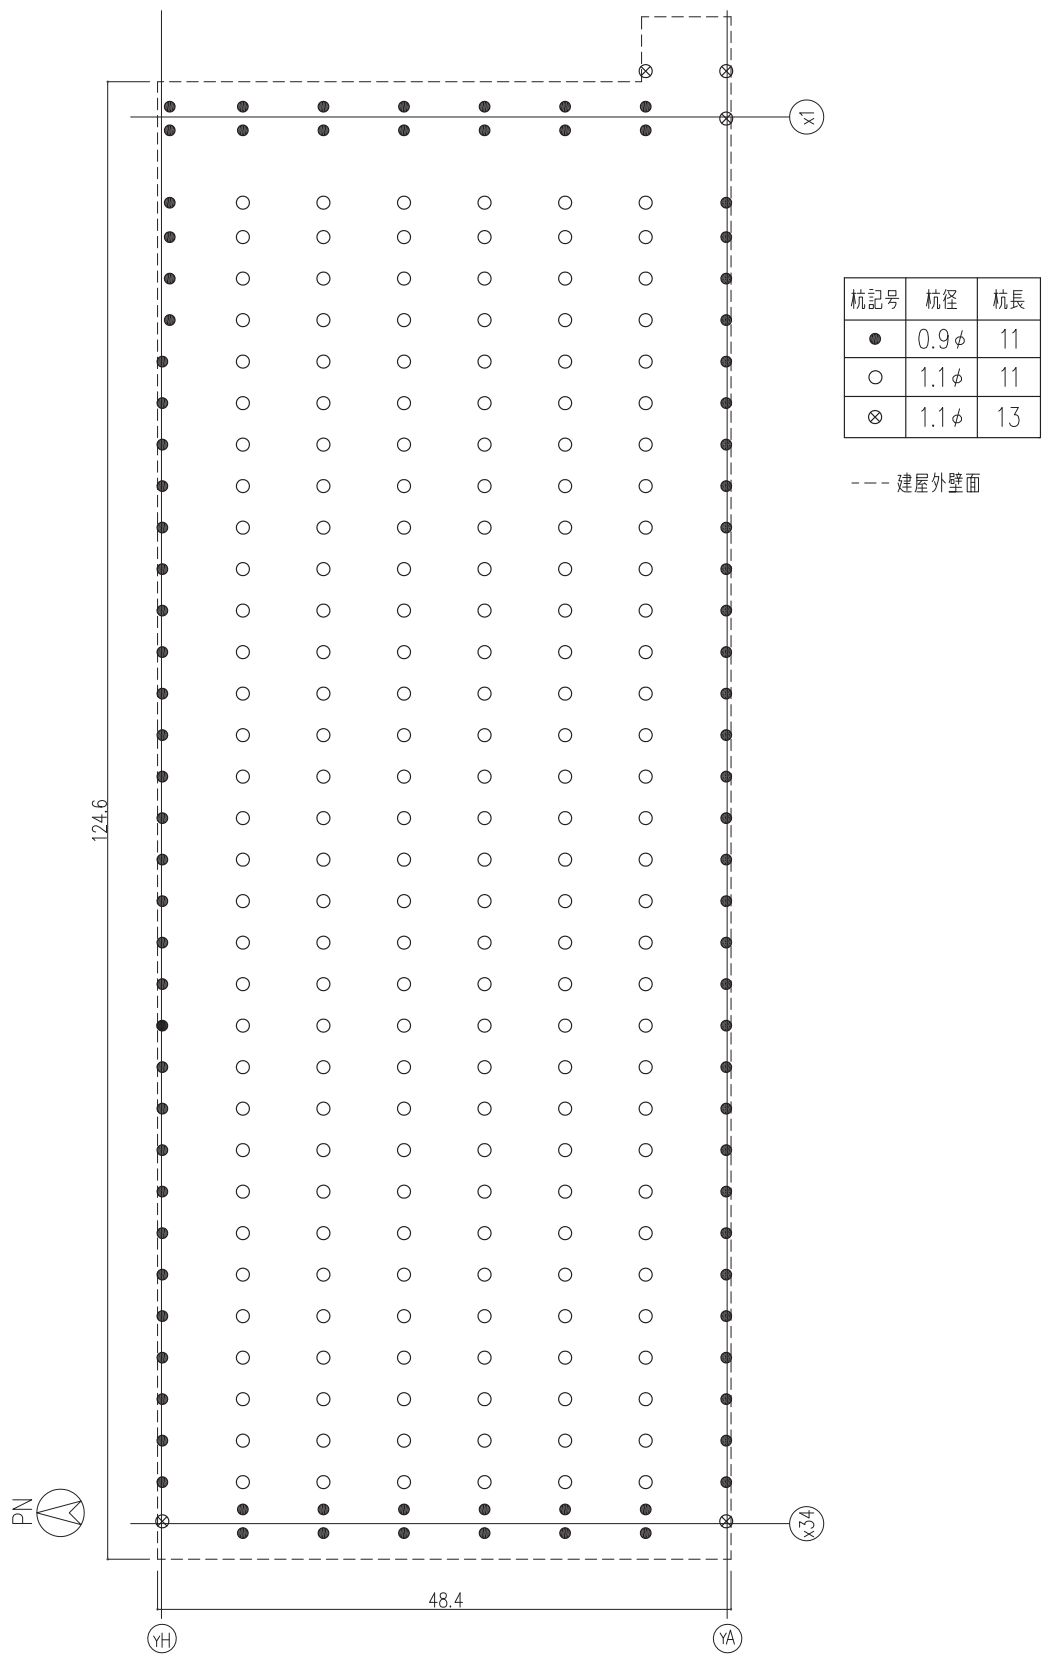 x1
杭記号 杭径 杭長
● 0.9φ 11
○ 1.1φ 11
⊗ 1.1φ 13
--- 建屋外壁面
124.6
PN
x34
48.4
YH
YA